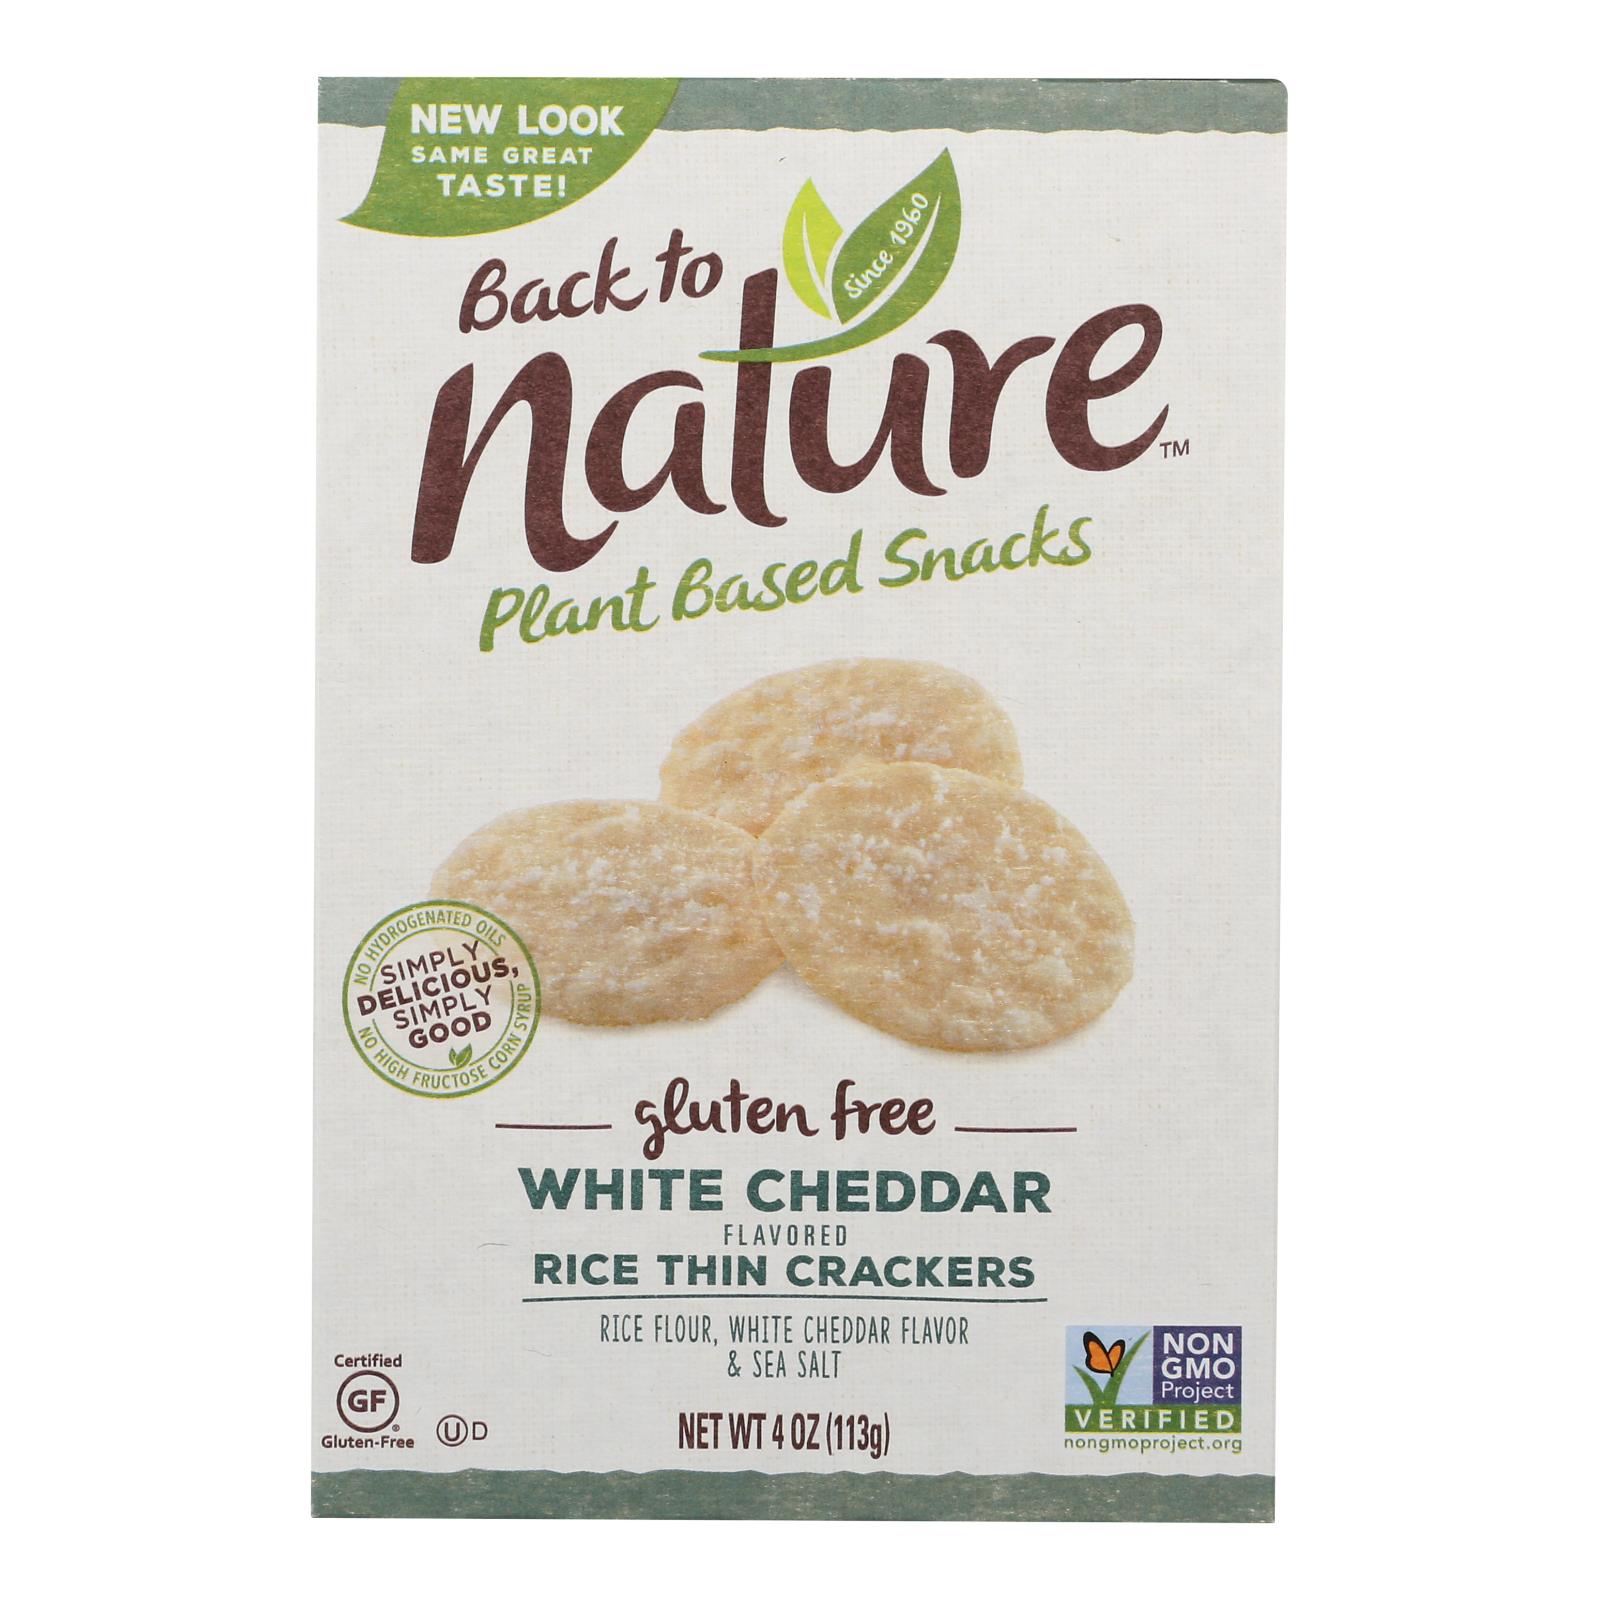 NEW LOOK
SAME GREAT
TASTE!
Since 1960
Back to
nature™
Plant Based Snacks
NO HYDROGENATED OILS
SIMPLY
DELICIOUS,
SIMPLY
GOOD
NO HIGH FRUCTOSE CORN SYRUP
gluten free
WHITE CHEDDAR
FLAVORED
RICE THIN CRACKERS
RICE FLOUR, WHITE CHEDDAR FLAVOR
& SEA SALT
Certified
GF®
Gluten-Free
U D
NET WT 4 OZ (113g)
NON
GMO
Project
VERIFIED
nongmoproject.org